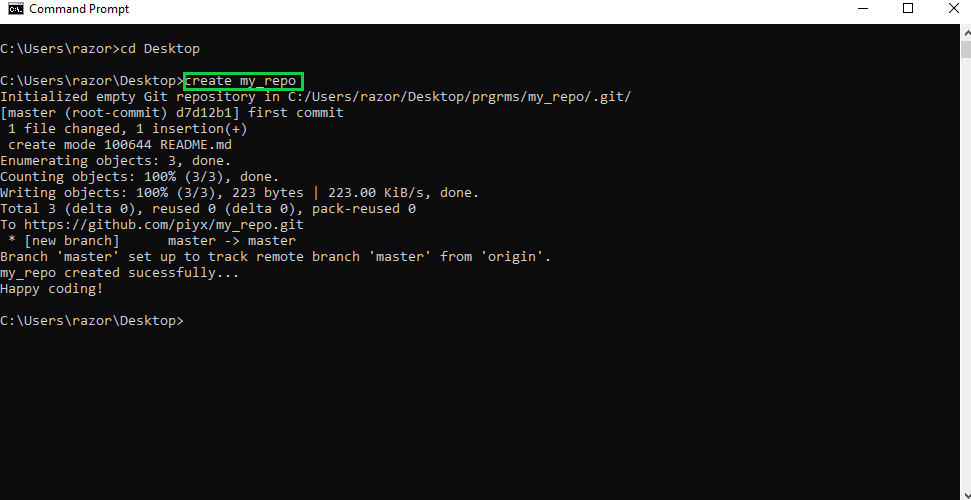 Command Prompt
C:\Users\razor>cd Desktop
C:\Users\razor\Desktop>create my_repo
Initialized empty Git repository in C:/Users/razor/Desktop/prgrms/my_repo/.git/
[master (root-commit) d7d12b1] first commit
 1 file changed, 1 insertion(+)
 create mode 100644 README.md
Enumerating objects: 3, done.
Counting objects: 100% (3/3), done.
Writing objects: 100% (3/3), 223 bytes | 223.00 KiB/s, done.
Total 3 (delta 0), reused 0 (delta 0), pack-reused 0
To https://github.com/piyx/my_repo.git
 * [new branch]      master -> master
Branch 'master' set up to track remote branch 'master' from 'origin'.
my_repo created sucessfully...
Happy coding!
C:\Users\razor\Desktop>